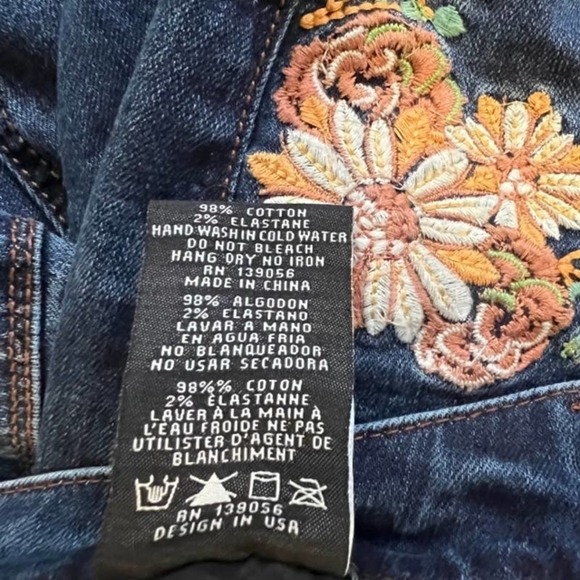 98% COTTON
2% ELASTANE
HAND WASH IN COLD WATER
DO NOT BLEACH
HANG DRY NO IRON
RN 139056
MADE IN CHINA
98% ALGODON
2% ELASTANO
LAVAR A MANO
EN AGUA FRIA
NO BLANQUEADOR
NO USAR SECADORA
98%% COTON
2% ÉLASTANNE
LAVER À LA MAIN À
L'EAU FROIDE NE PAS
UTILISTER D'AGENT DE
BLANCHIMENT
RN 139056
DESIGN IN USA